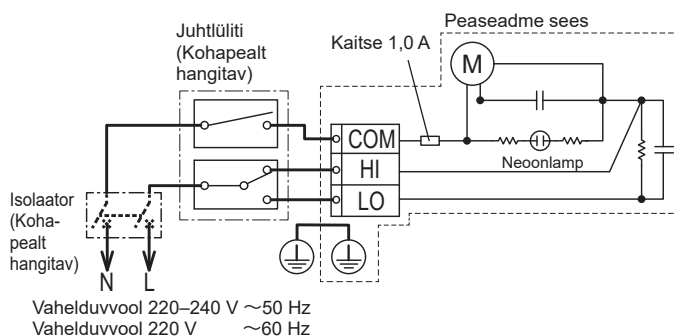 Peaseadme sees
Juhtlüliti
(Kohapealt
hangitav)
Kaitse 1,0 A
M
COM
HI
LO
Neoonlamp
Isolaator
(Koha-
pealt
hangitav)
N L
Vahelduvvool 220–240 V ～50 Hz
Vahelduvvool 220 V ～60 Hz